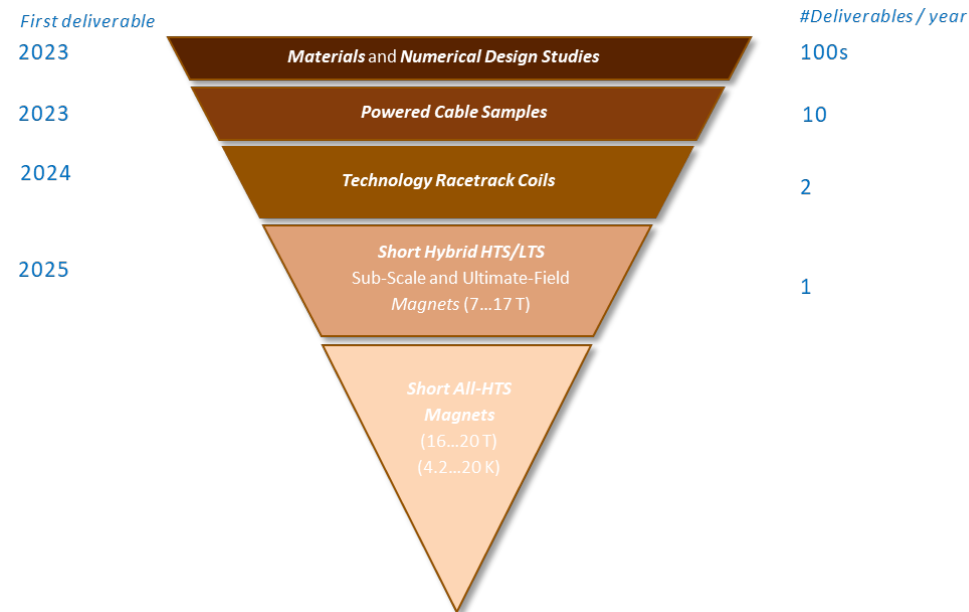 First deliverable
#Deliverables / year
2023
Materials and Numerical Design Studies
100s
2023
Powered Cable Samples
10
2024
Technology Racetrack Coils
2
2025
Short Hybrid HTS/LTS
Sub-Scale and Ultimate-Field
Magnets (7...17 T)
1
Short All-HTS
Magnets
(16...20 T)
(4.2...20 K)